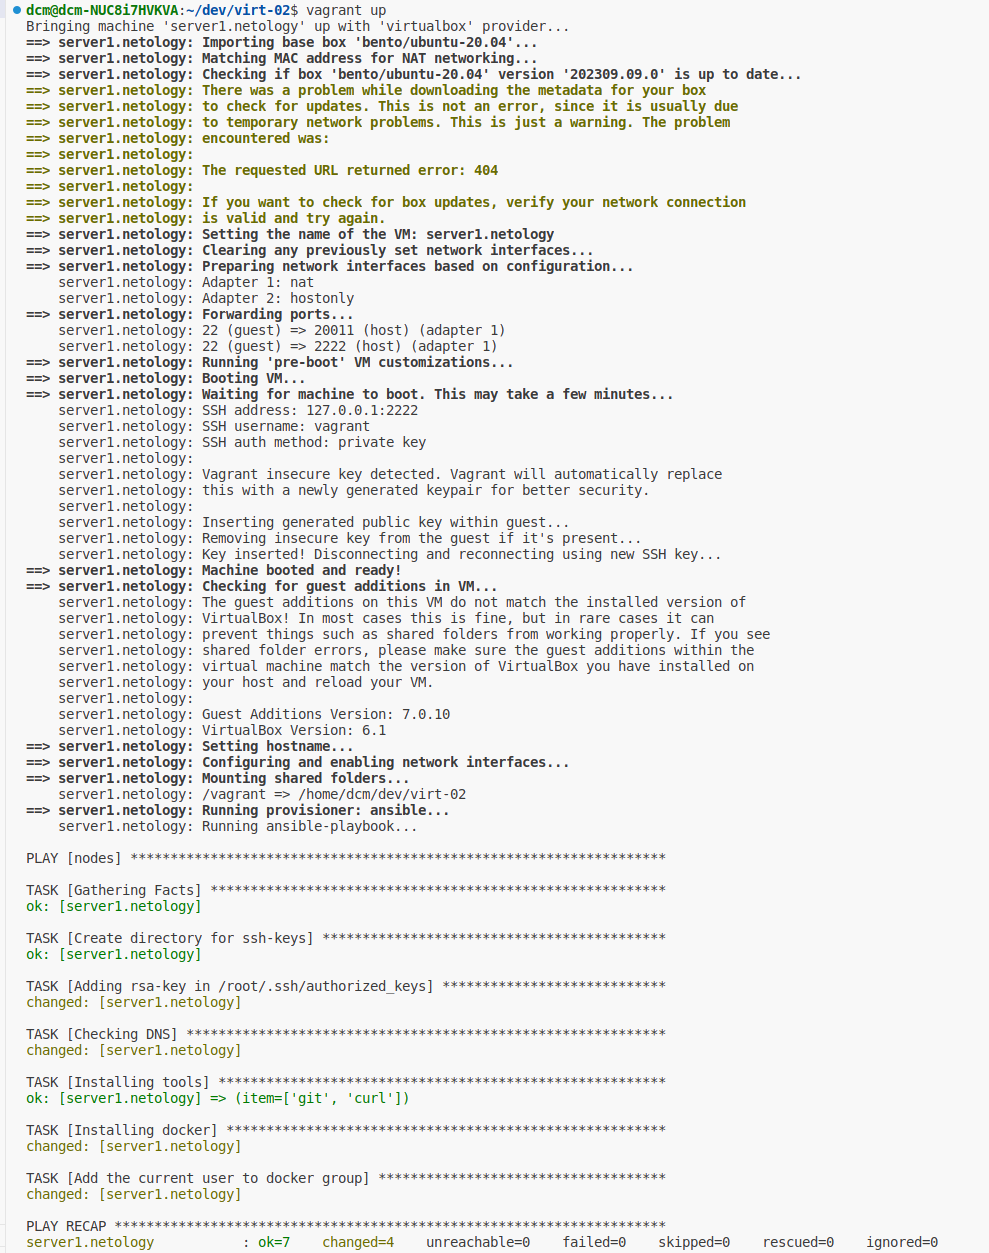 dcm@dcm-NUC8i7HVKVA:~/dev/virt-02$ vagrant up
Bringing machine 'server1.netology' up with 'virtualbox' provider...
==> server1.netology: Importing base box 'bento/ubuntu-20.04'...
==> server1.netology: Matching MAC address for NAT networking...
==> server1.netology: Checking if box 'bento/ubuntu-20.04' version '202309.09.0' is up to date...
==> server1.netology: There was a problem while downloading the metadata for your box
==> server1.netology: to check for updates. This is not an error, since it is usually due
==> server1.netology: to temporary network problems. This is just a warning. The problem
==> server1.netology: encountered was:
==> server1.netology:
==> server1.netology: The requested URL returned error: 404
==> server1.netology:
==> server1.netology: If you want to check for box updates, verify your network connection
==> server1.netology: is valid and try again.
==> server1.netology: Setting the name of the VM: server1.netology
==> server1.netology: Clearing any previously set network interfaces...
==> server1.netology: Preparing network interfaces based on configuration...
    server1.netology: Adapter 1: nat
    server1.netology: Adapter 2: hostonly
==> server1.netology: Forwarding ports...
    server1.netology: 22 (guest) => 20011 (host) (adapter 1)
    server1.netology: 22 (guest) => 2222 (host) (adapter 1)
==> server1.netology: Running 'pre-boot' VM customizations...
==> server1.netology: Booting VM...
==> server1.netology: Waiting for machine to boot. This may take a few minutes...
    server1.netology: SSH address: 127.0.0.1:2222
    server1.netology: SSH username: vagrant
    server1.netology: SSH auth method: private key
    server1.netology:
    server1.netology: Vagrant insecure key detected. Vagrant will automatically replace
    server1.netology: this with a newly generated keypair for better security.
    server1.netology:
    server1.netology: Inserting generated public key within guest...
    server1.netology: Removing insecure key from the guest if it's present...
    server1.netology: Key inserted! Disconnecting and reconnecting using new SSH key...
==> server1.netology: Machine booted and ready!
==> server1.netology: Checking for guest additions in VM...
    server1.netology: The guest additions on this VM do not match the installed version of
    server1.netology: VirtualBox! In most cases this is fine, but in rare cases it can
    server1.netology: prevent things such as shared folders from working properly. If you see
    server1.netology: shared folder errors, please make sure the guest additions within the
    server1.netology: virtual machine match the version of VirtualBox you have installed on
    server1.netology: your host and reload your VM.
    server1.netology:
    server1.netology: Guest Additions Version: 7.0.10
    server1.netology: VirtualBox Version: 6.1
==> server1.netology: Setting hostname...
==> server1.netology: Configuring and enabling network interfaces...
==> server1.netology: Mounting shared folders...
    server1.netology: /vagrant => /home/dcm/dev/virt-02
==> server1.netology: Running provisioner: ansible...
    server1.netology: Running ansible-playbook...
PLAY [nodes] *******************************************************************
TASK [Gathering Facts] *********************************************************
ok: [server1.netology]
TASK [Create directory for ssh-keys] *******************************************
ok: [server1.netology]
TASK [Adding rsa-key in /root/.ssh/authorized_keys] ****************************
changed: [server1.netology]
TASK [Checking DNS] ************************************************************
changed: [server1.netology]
TASK [Installing tools] ********************************************************
ok: [server1.netology] => (item=['git', 'curl'])
TASK [Installing docker] *******************************************************
changed: [server1.netology]
TASK [Add the current user to docker group] ************************************
changed: [server1.netology]
PLAY RECAP *********************************************************************
server1.netology           : ok=7    changed=4    unreachable=0    failed=0    skipped=0    rescued=0    ignored=0